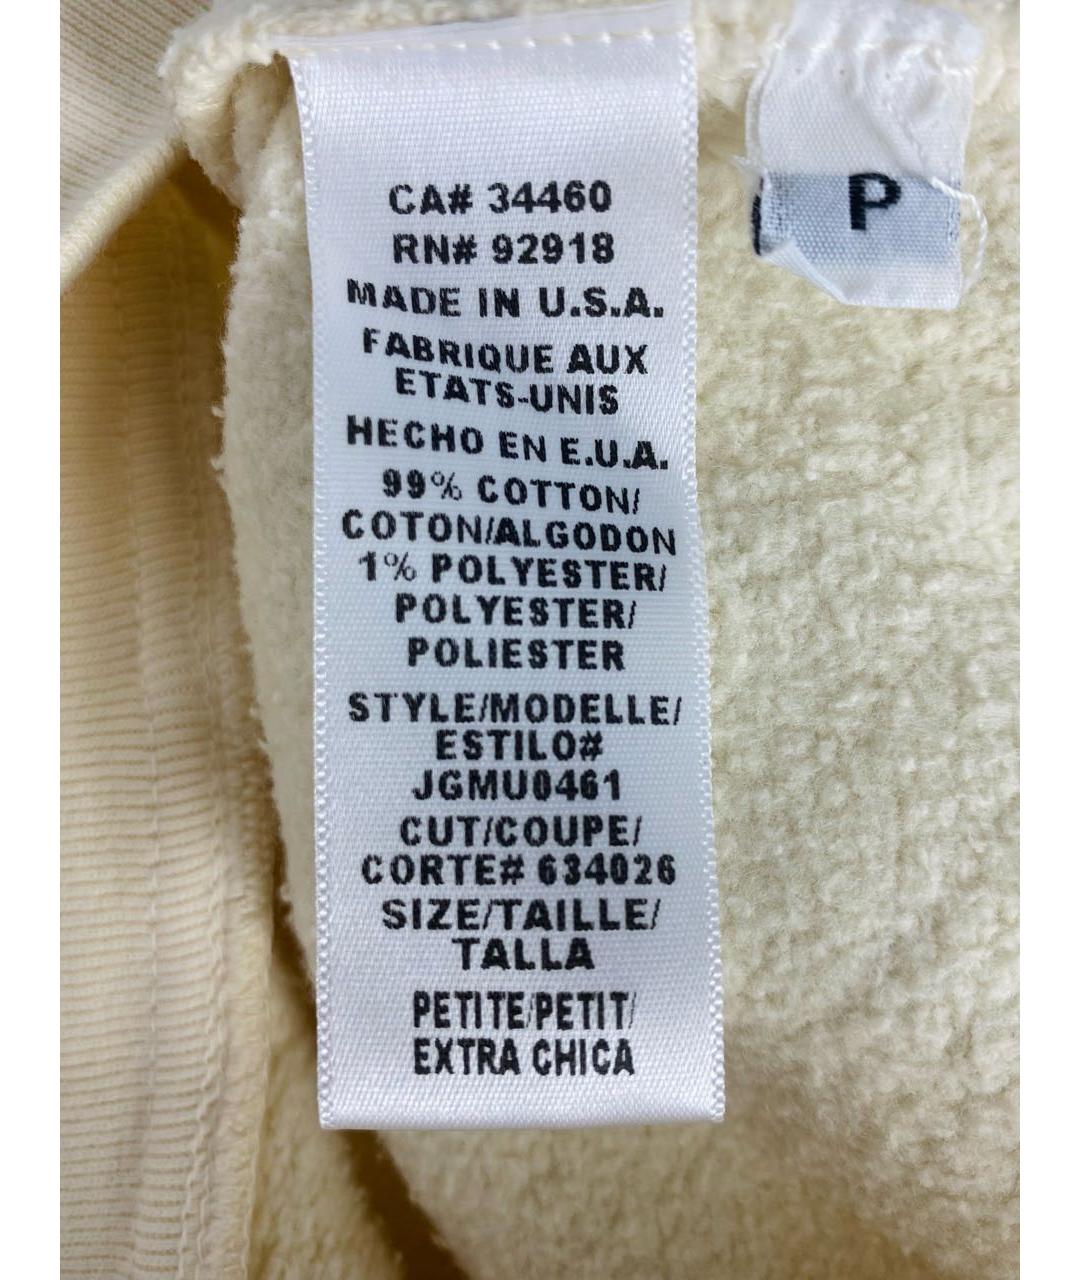 CA# 34460
RN# 92918
MADE IN U.S.A.
FABRIQUE AUX
ETATS-UNIS
HECHO EN E.U.A.
99% COTTON/
COTON/ALGODON
1% POLYESTER/
POLYESTER/
POLIESTER
STYLE/MODELLE/
ESTILO#
JGMU0461
CUT/COUPE/
CORTE# 634026
SIZE/TAILLE/
TALLA
PETITE/PETIT/
EXTRA CHICA
P